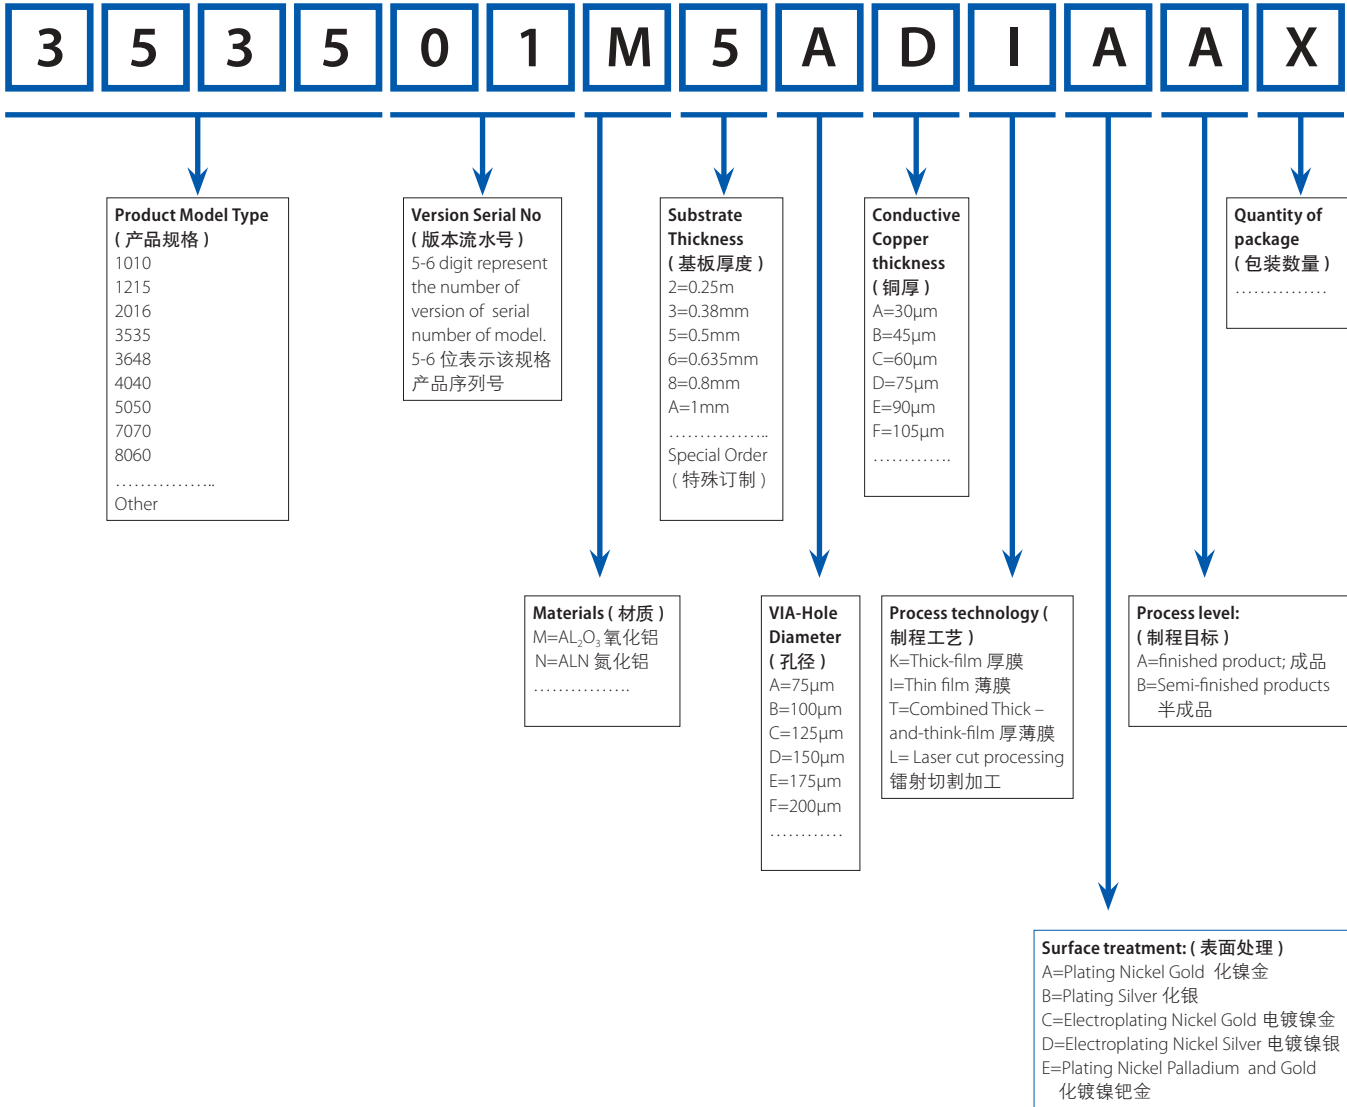 3 5 3 5 0 1 M 5 A D I A A X
Product Model Type
( 产品规格 )
1010
1215
2016
3535
3648
4040
5050
7070
8060
……………..
Other
Version Serial No
( 版本流水号 )
5-6 digit represent
the number of
version of serial
number of model.
5-6 位表示该规格
产品序列号
Substrate
Thickness
( 基板厚度 )
2=0.25m
3=0.38mm
5=0.5mm
6=0.635mm
8=0.8mm
A=1mm
……………..
Special Order
( 特殊订制 )
Conductive
Copper
thickness
( 铜厚 )
A=30μm
B=45μm
C=60μm
D=75μm
E=90μm
F=105μm
………….
Quantity of
package
( 包装数量 )
……………
Materials ( 材质 )
M=AL₂O₃ 氧化铝
N=ALN 氮化铝
…………….
VIA-Hole
Diameter
( 孔径 )
A=75μm
B=100μm
C=125μm
D=150μm
E=175μm
F=200μm
…………
Process technology (
制程工艺 )
K=Thick-film 厚膜
I=Thin film 薄膜
T=Combined Thick –
and-think-film 厚薄膜
L= Laser cut processing
镭射切割加工
Process level:
( 制程目标 )
A=finished product; 成品
B=Semi-finished products
半成品
Surface treatment: ( 表面处理 )
A=Plating Nickel Gold 化镍金
B=Plating Silver 化银
C=Electroplating Nickel Gold 电镀镍金
D=Electroplating Nickel Silver 电镀镍银
E=Plating Nickel Palladium and Gold
化镀镍钯金